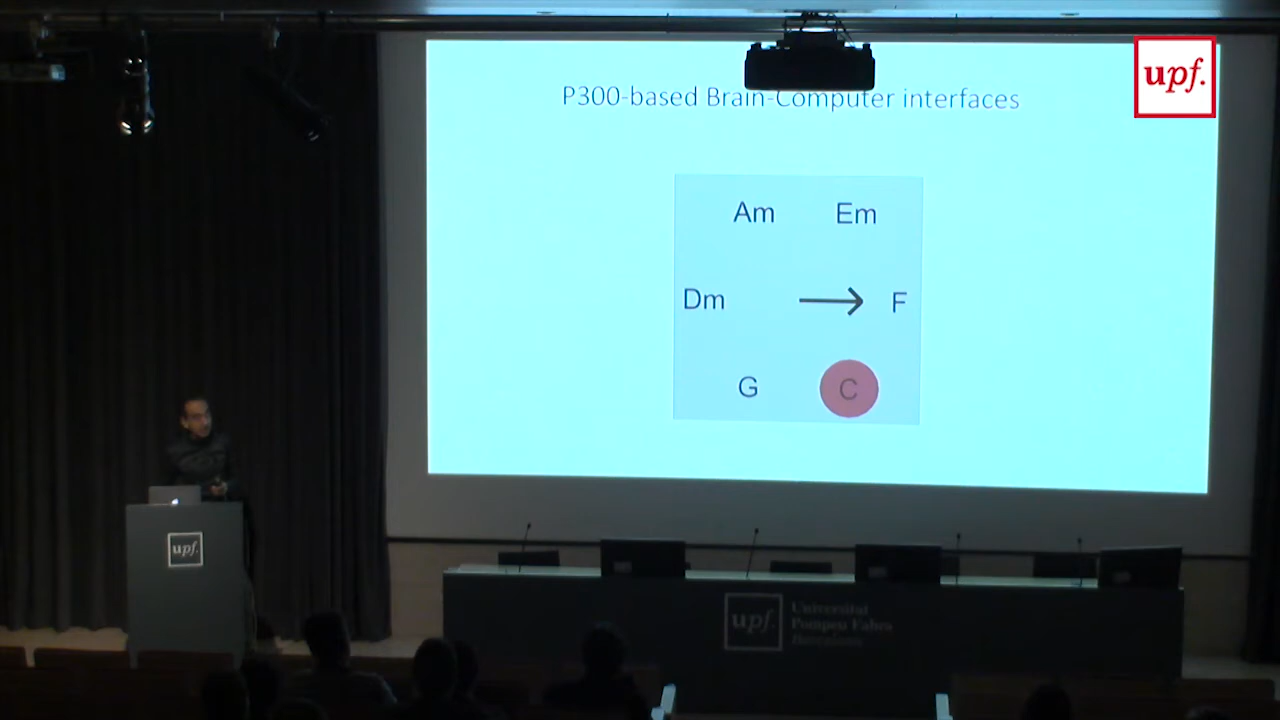 P300-based Brain-Computer interfaces
upf.
Am Em
Dm F
G C
upf.
upf.
Universitat
Pompeu Fabra
Barcelona